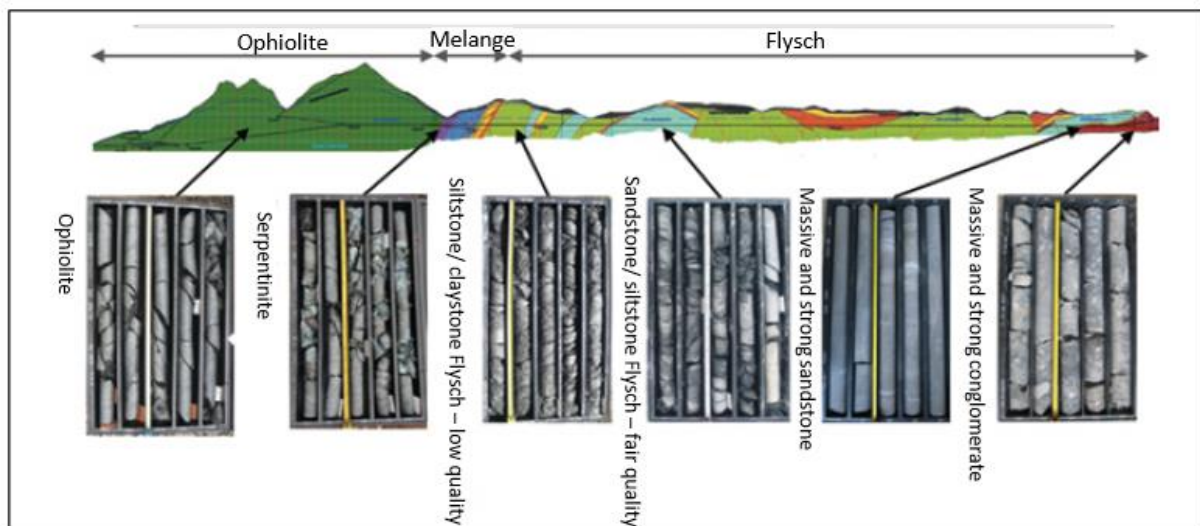 Ophiolite
Melange
Flysch
Ophiolite
Serpentinite
Siltstone/ claystone Flysch – low quality
Sandstone/ siltstone Flysch – fair quality
Massive and strong sandstone
Massive and strong conglomerate